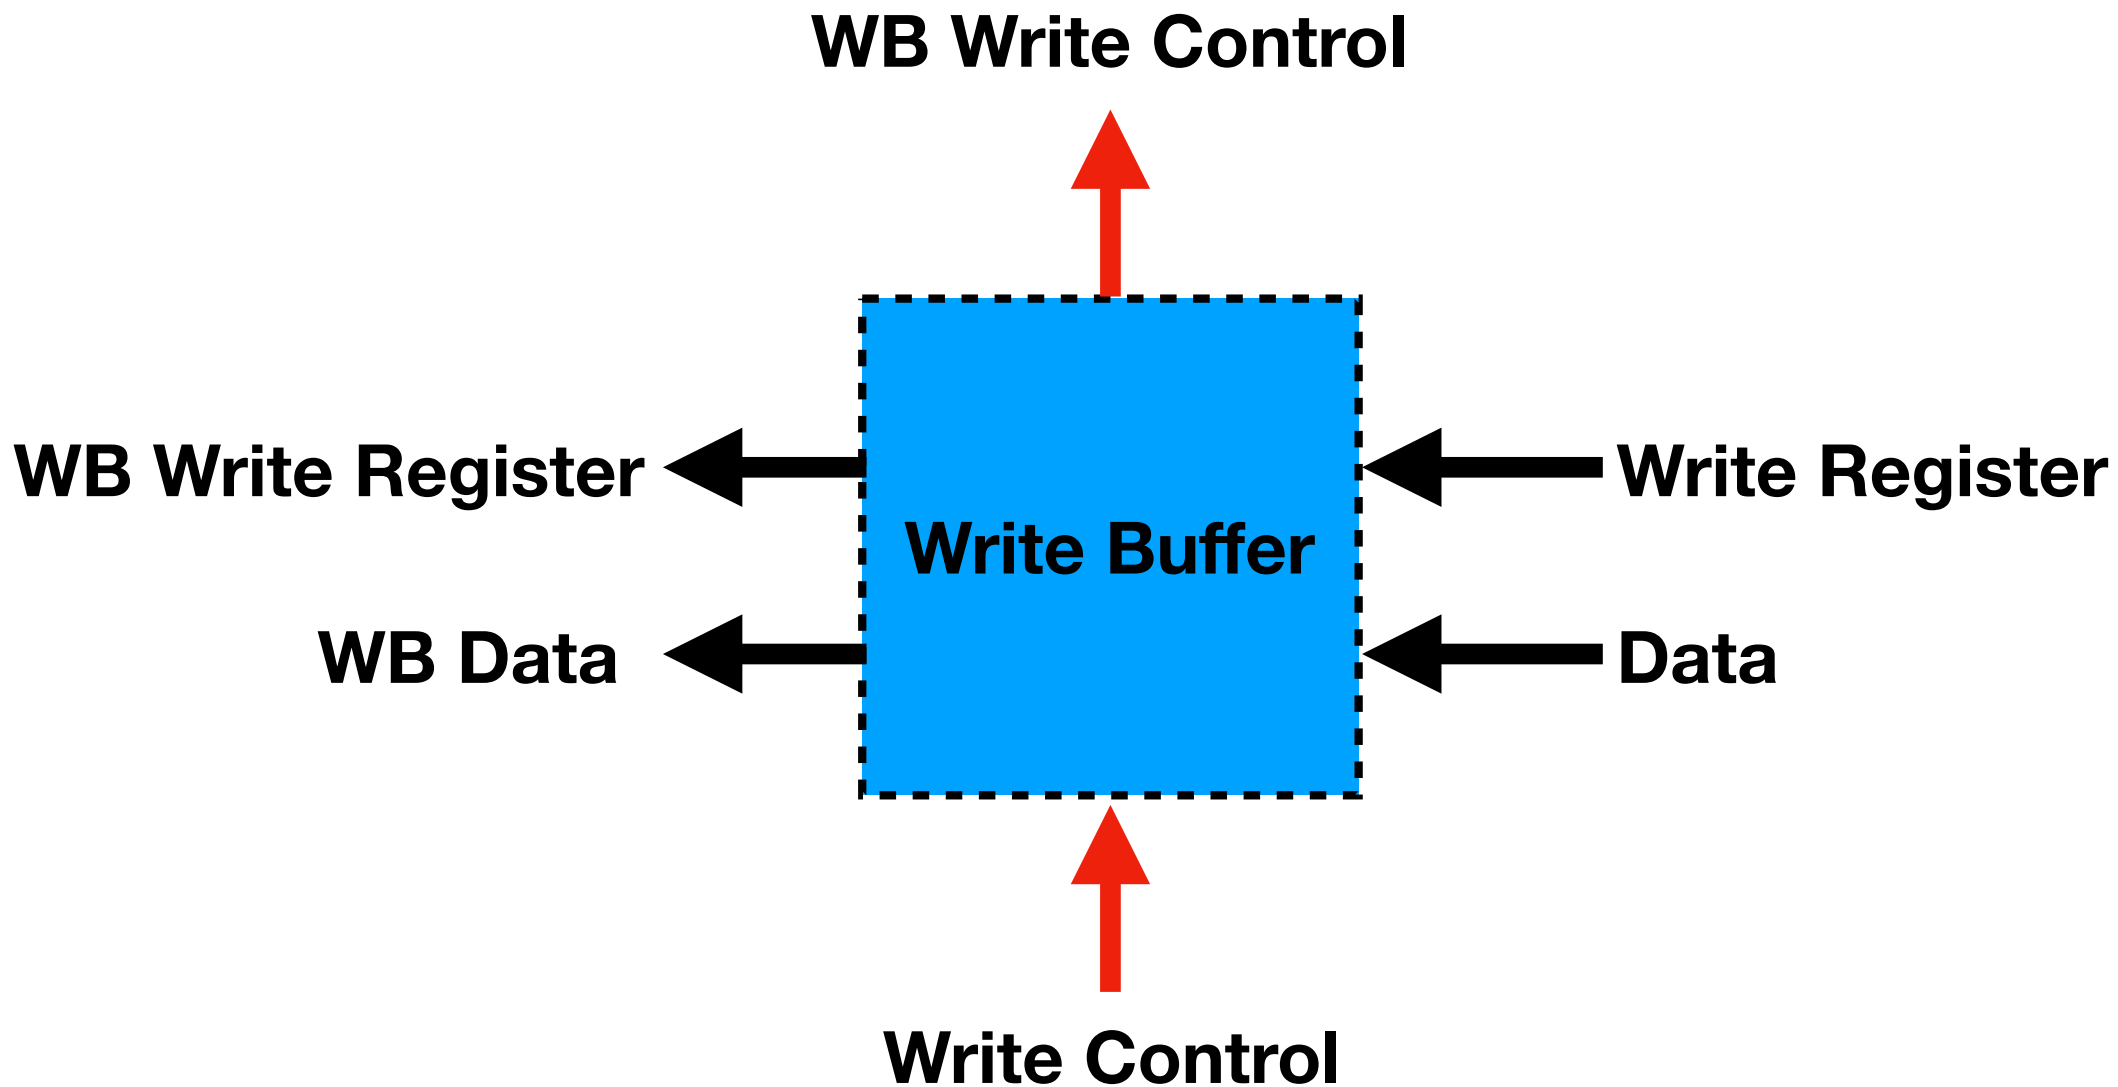 WB Write Control
WB Write Register
Write Register
Write Buffer
WB Data
Data
Write Control